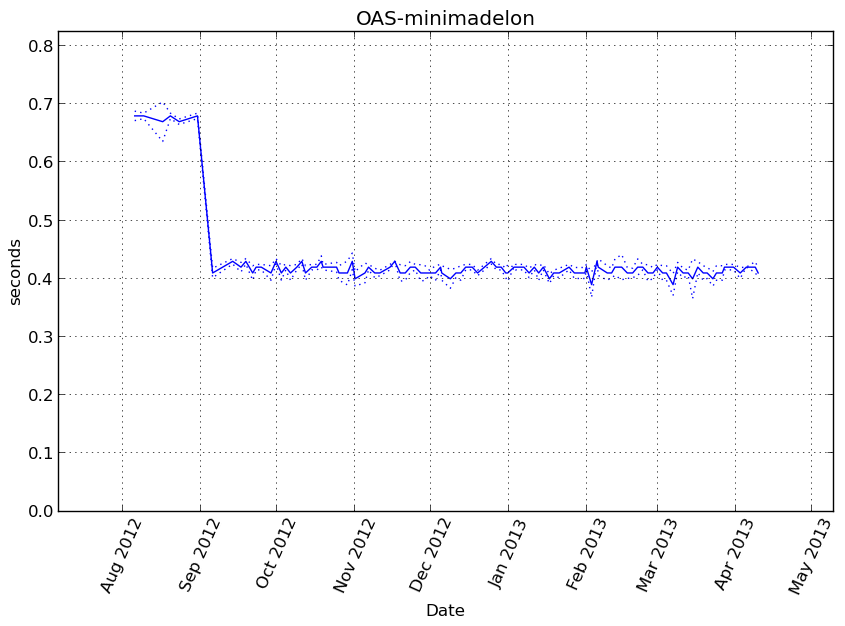 OAS-minimadelon
0.8
0.7
0.6
0.5
0.4
0.3
0.2
0.1
0.0
seconds
Aug 2012
Sep 2012
Oct 2012
Nov 2012
Dec 2012
Jan 2013
Feb 2013
Mar 2013
Apr 2013
May 2013
Date